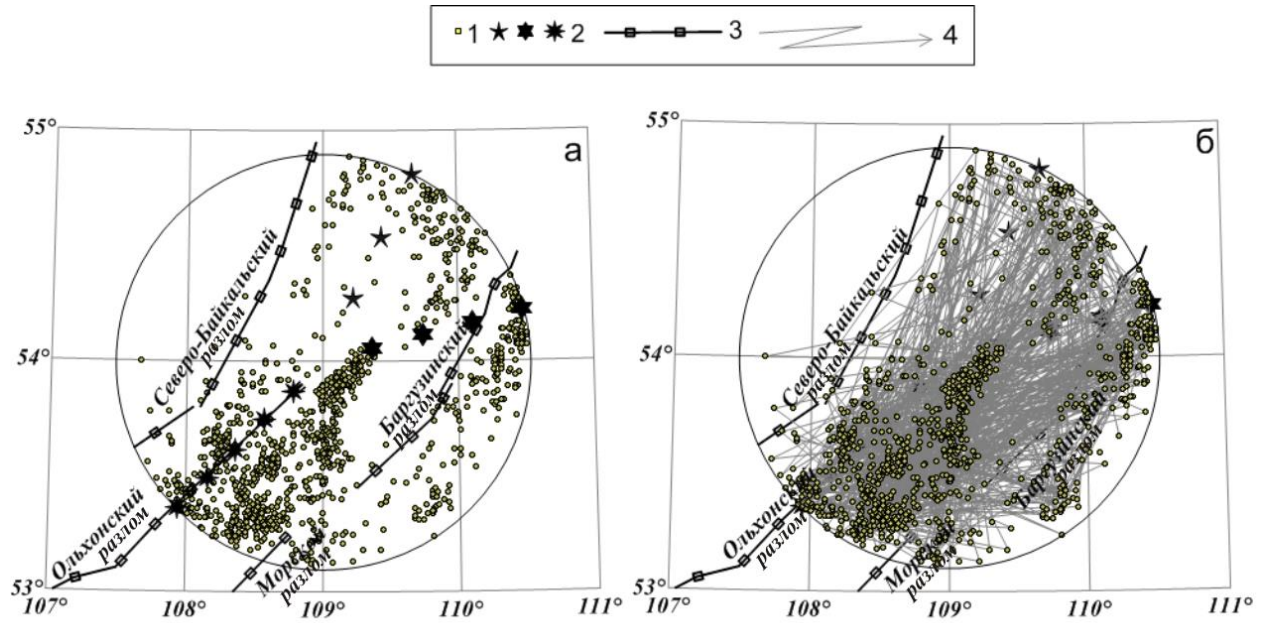 1 2 3 4
а
55°
54°
53°
107° 108° 109° 110° 111°
Северо-Байкальский
разлом
Баргузинский
разлом
Ольхонский
разлом
Морской
разлом
б
55°
54°
53°
107° 108° 109° 110° 111°
Северо-Байкальский
разлом
Баргузинский
разлом
Ольхонский
разлом
Морской
разлом